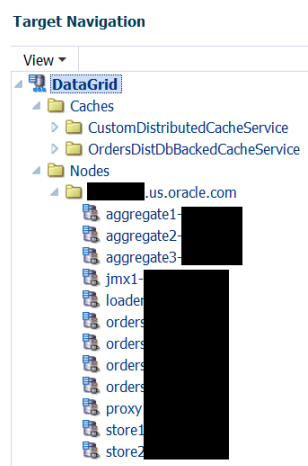 Target Navigation
View
DataGrid
Caches
CustomDistributedCacheService
OrdersDistDbBackedCacheService
Nodes
.us.oracle.com
aggregate1-
aggregate2-
aggregate3-
jmx1-
loader
orders
orders
orders
orders
proxy
store1
store2